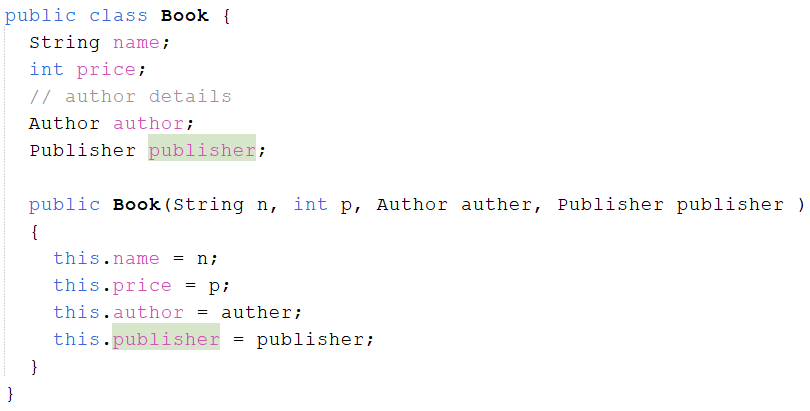 public class Book {
  String name;
  int price;
  // author details
  Author author;
  Publisher publisher;

  public Book(String n, int p, Author auther, Publisher publisher )
  {
    this.name = n;
    this.price = p;
    this.author = auther;
    this.publisher = publisher;
  }
}